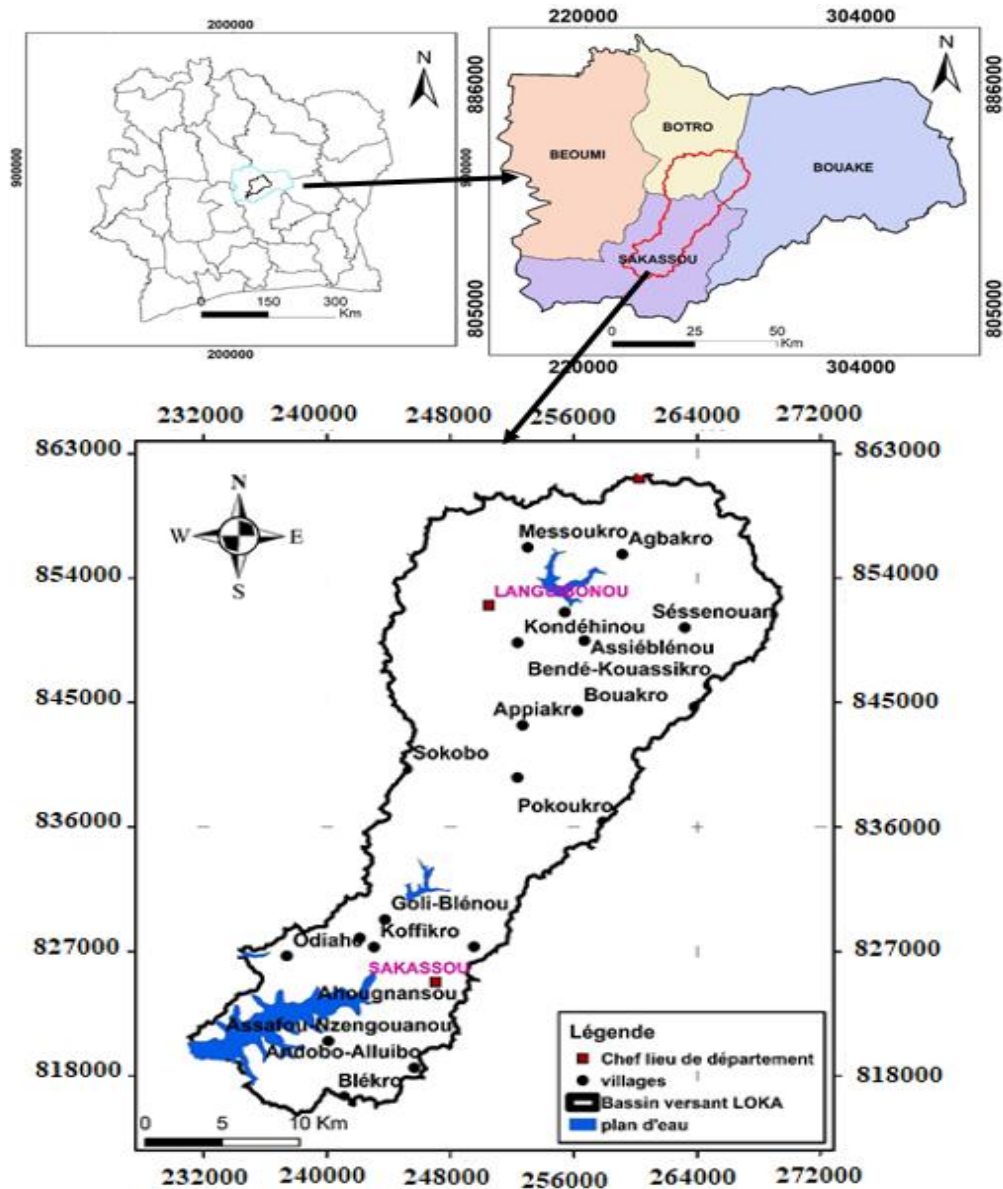 200000
N
900000
900000
0 150 300
Km
200000
220000 304000
886000
886000
N
BOTRO
BEOUMI
BOUAKE
SAKASSOU
805000
805000
0 25 50
Km
220000 304000
232000 240000 248000 256000 264000 272000
863000 863000
N
W E
S
Messoukro
Agbakro
854000 854000
LANGUIBONOU
Kondéhinou
Séssenouan
Assiéblénou
Bendé-Kouassikro
Bouakro
845000 845000
Appiakro
Sokobo
Pokoukro
836000 836000
Goli-Blénou
Koffikro
Odiaho
827000 827000
SAKASSOU
Ahougnansou
Assafou-Nzengouanou
Andobo-Alluibo
Blékro
818000 818000
Légende
Chef lieu de département
villages
Bassin versant LOKA
plan d'eau
0 5 10 Km
232000 240000 248000 256000 264000 272000